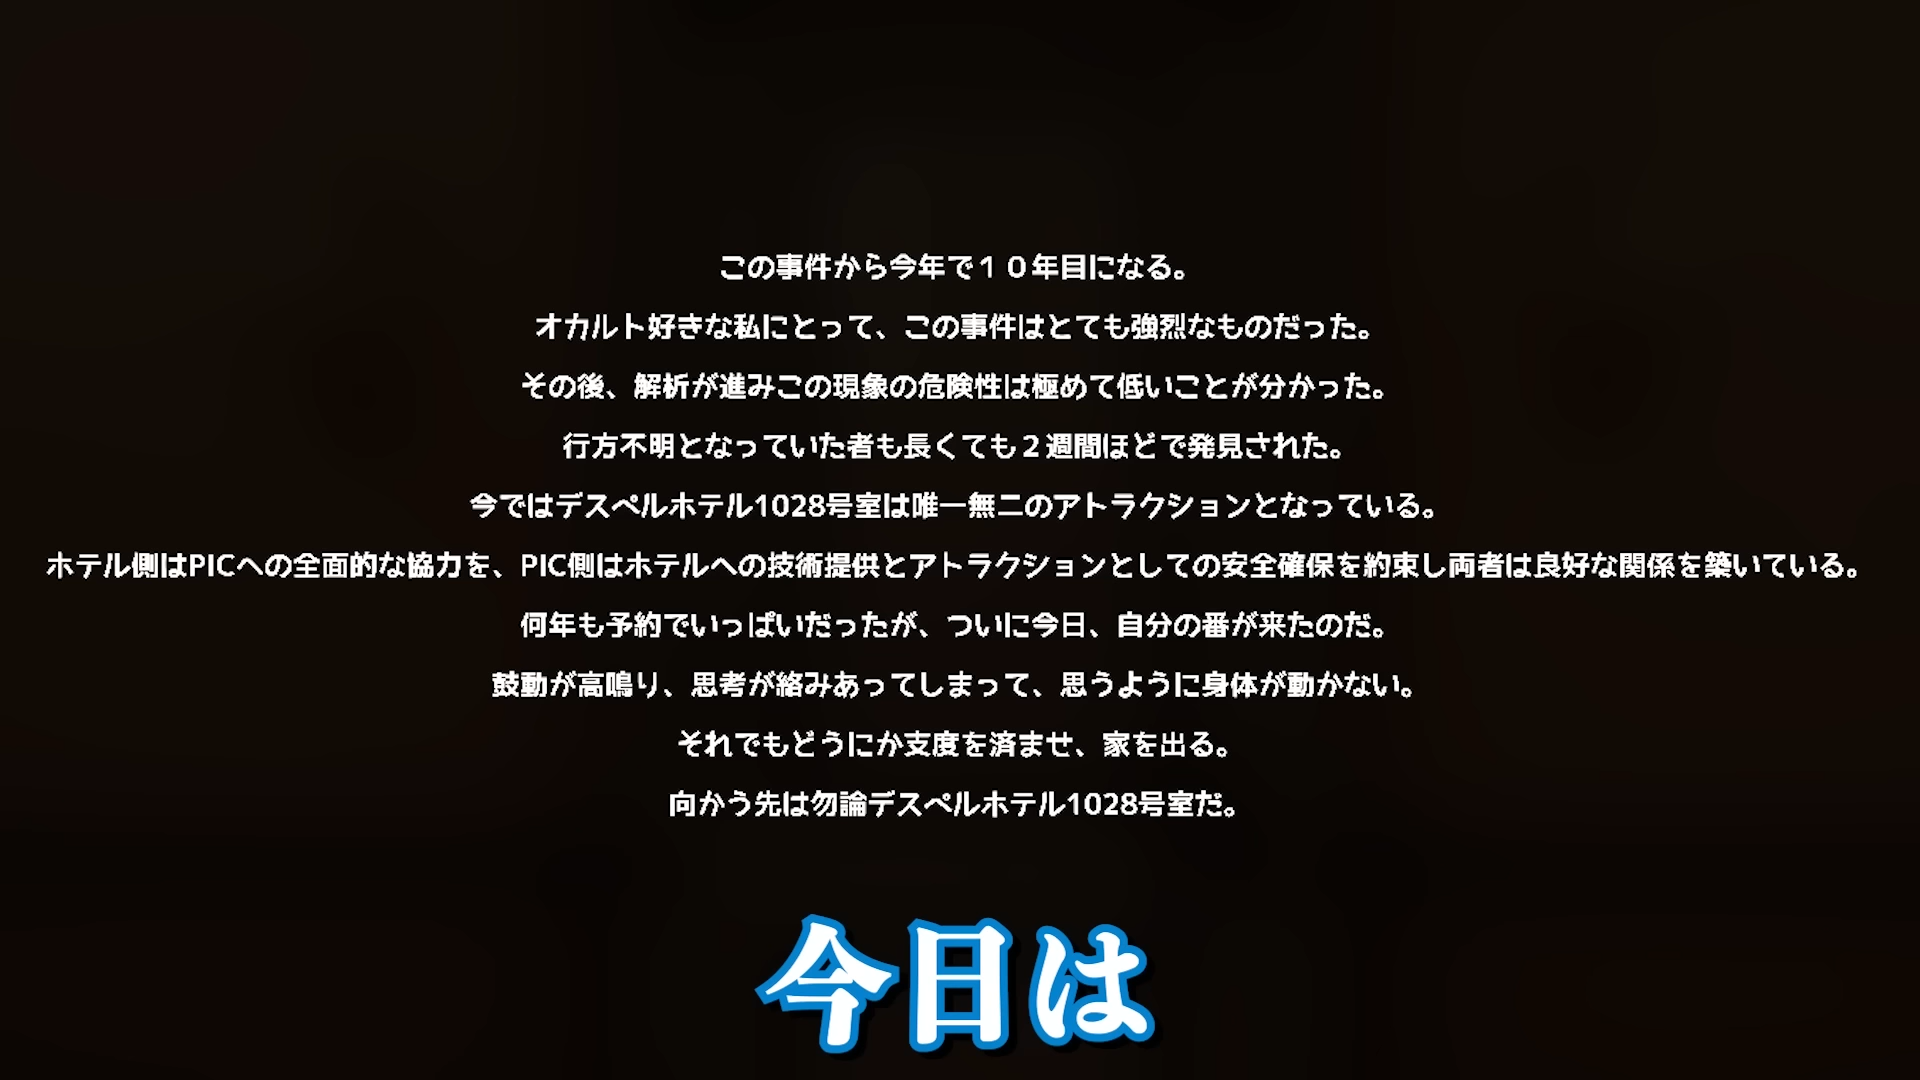 この事件から今年で１０年目になる。
オカルト好きな私にとって、この事件はとても強烈なものだった。
その後、解析が進みこの現象の危険性は極めて低いことが分かった。
行方不明となっていた者も長くても２週間ほどで発見された。
今ではデスペルホテル1028号室は唯一無二のアトラクションとなっている。
ホテル側はPICへの全面的な協力を、PIC側はホテルへの技術提供とアトラクションとしての安全確保を約束し両者は良好な関係を築いている。
何年も予約でいっぱいだったが、ついに今日、自分の番が来たのだ。
鼓動が高鳴り、思考が絡みあってしまって、思うように身体が動かない。
それでもどうにか支度を済ませ、家を出る。
向かう先は勿論デスペルホテル1028号室だ。
今日は